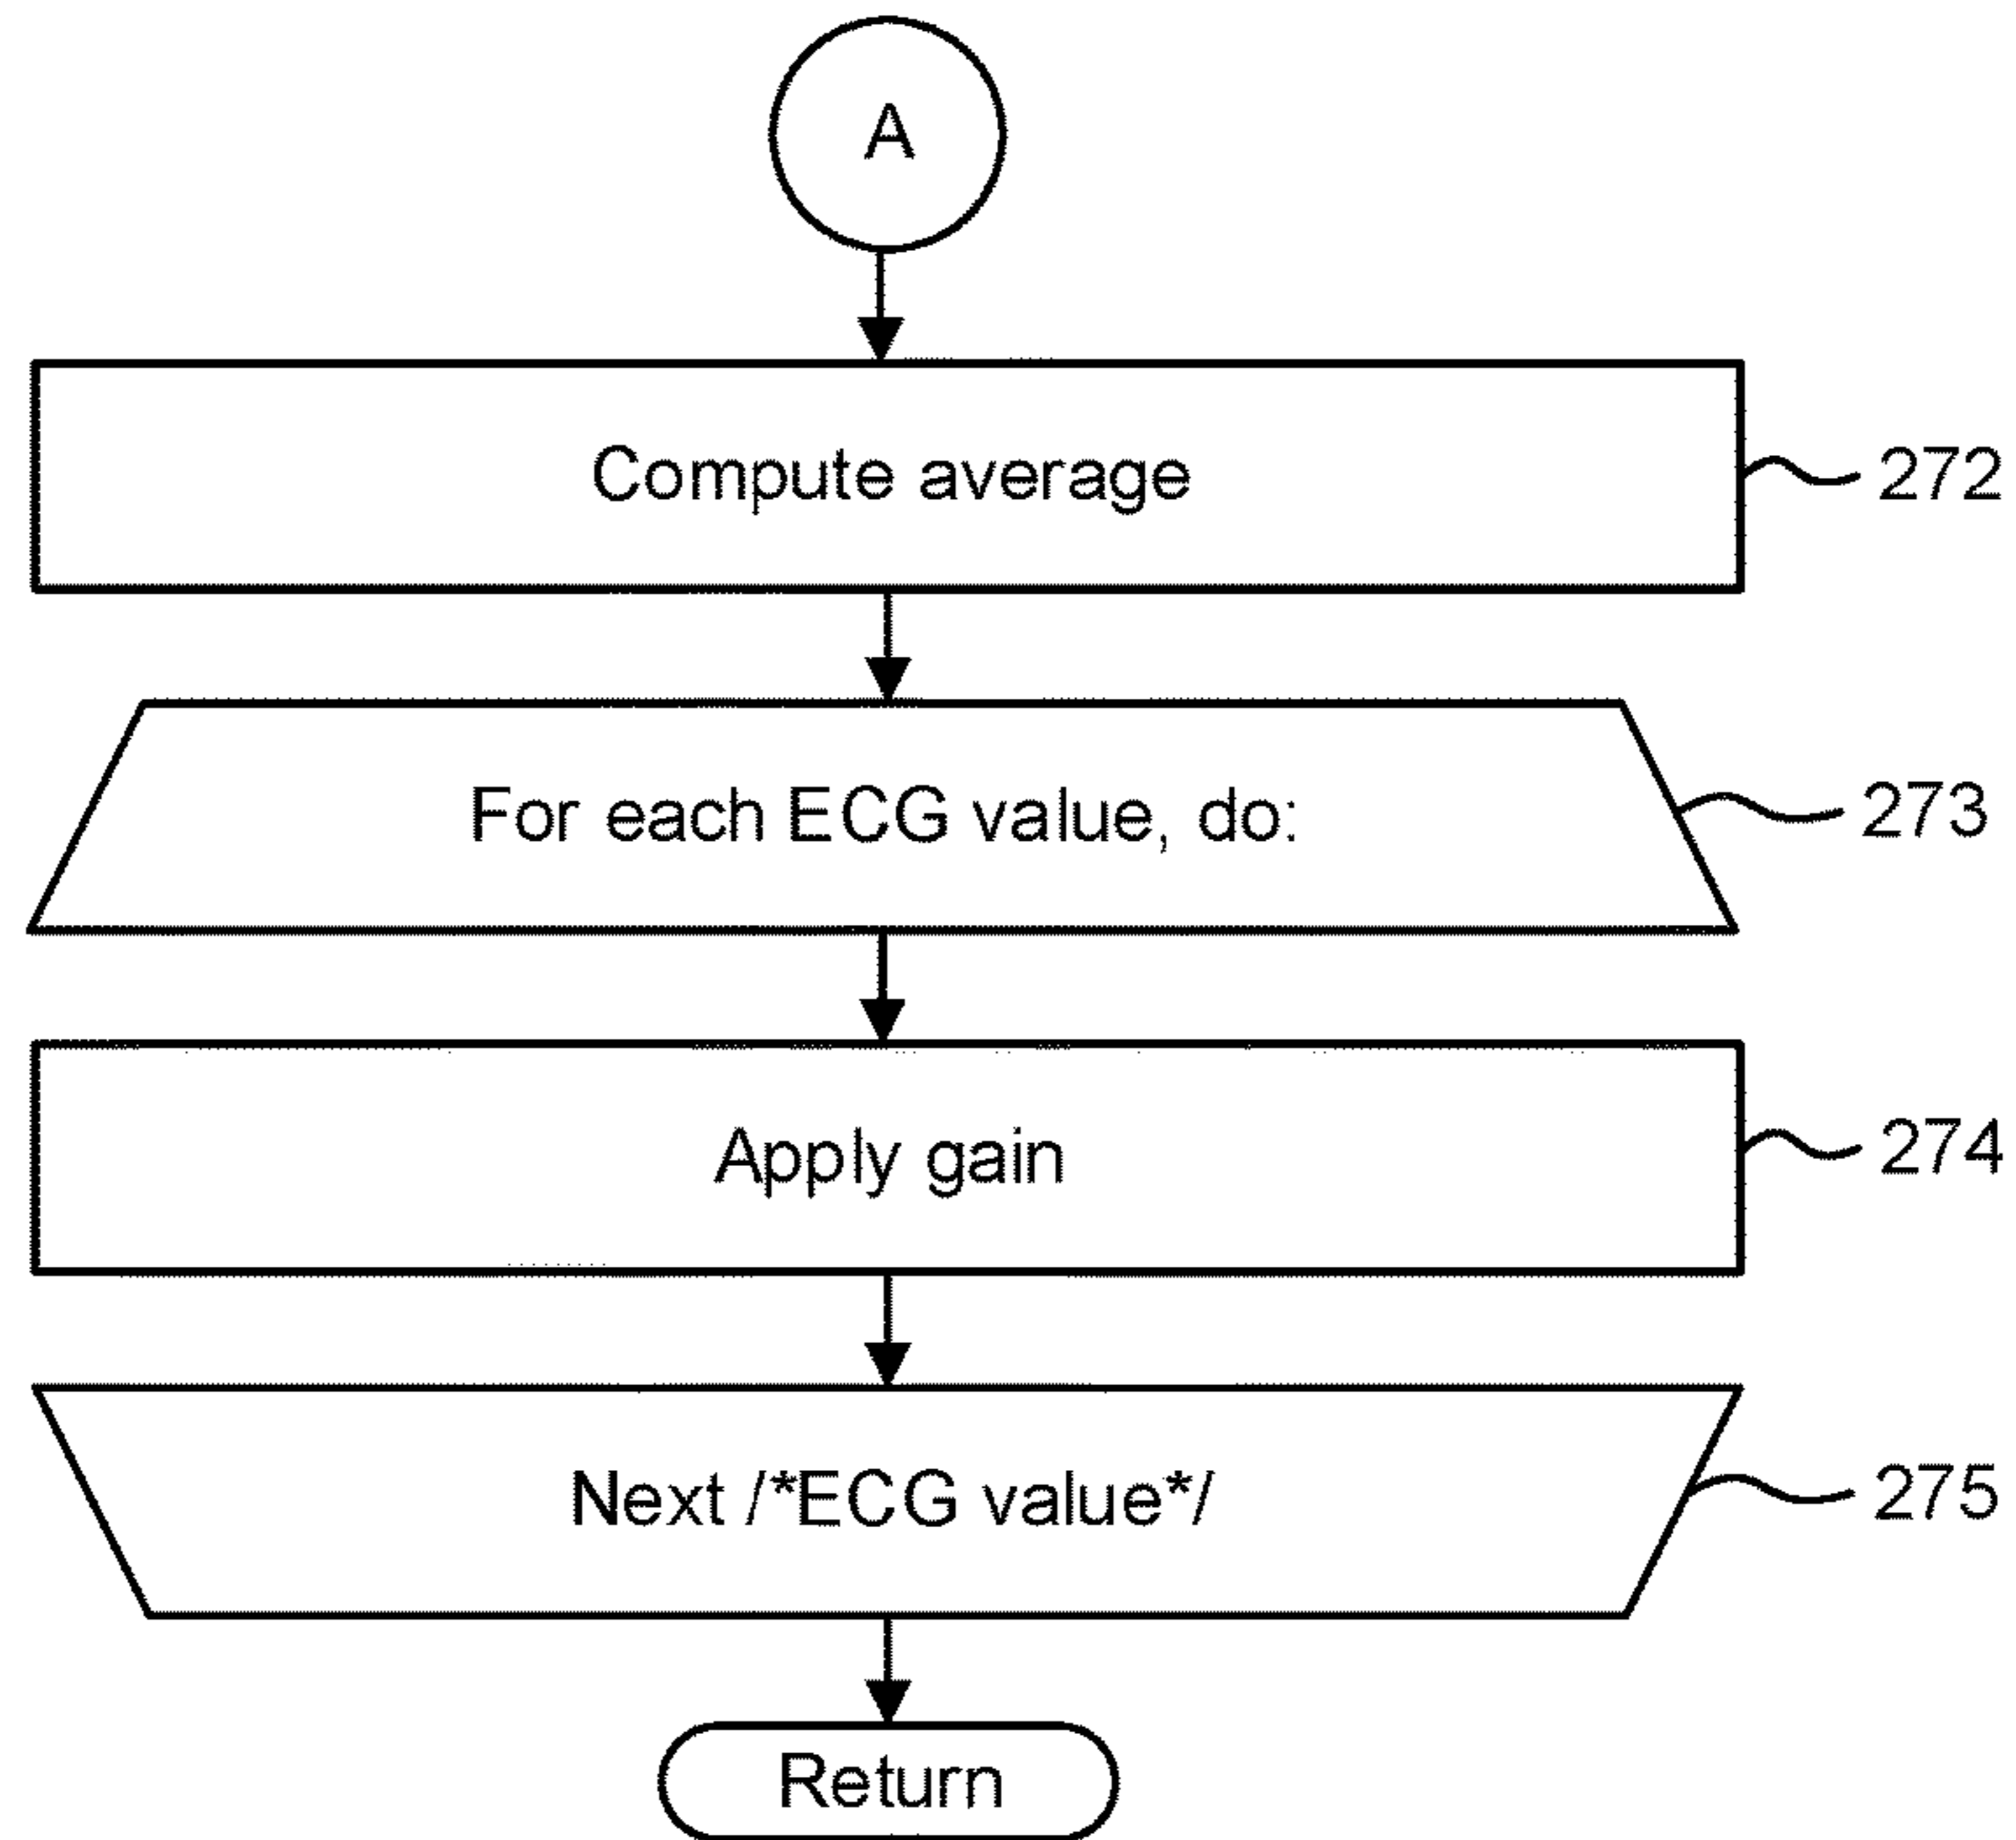 A
Compute average
272
For each ECG value, do:
273
Apply gain
274
Next /*ECG value*/
275
Return